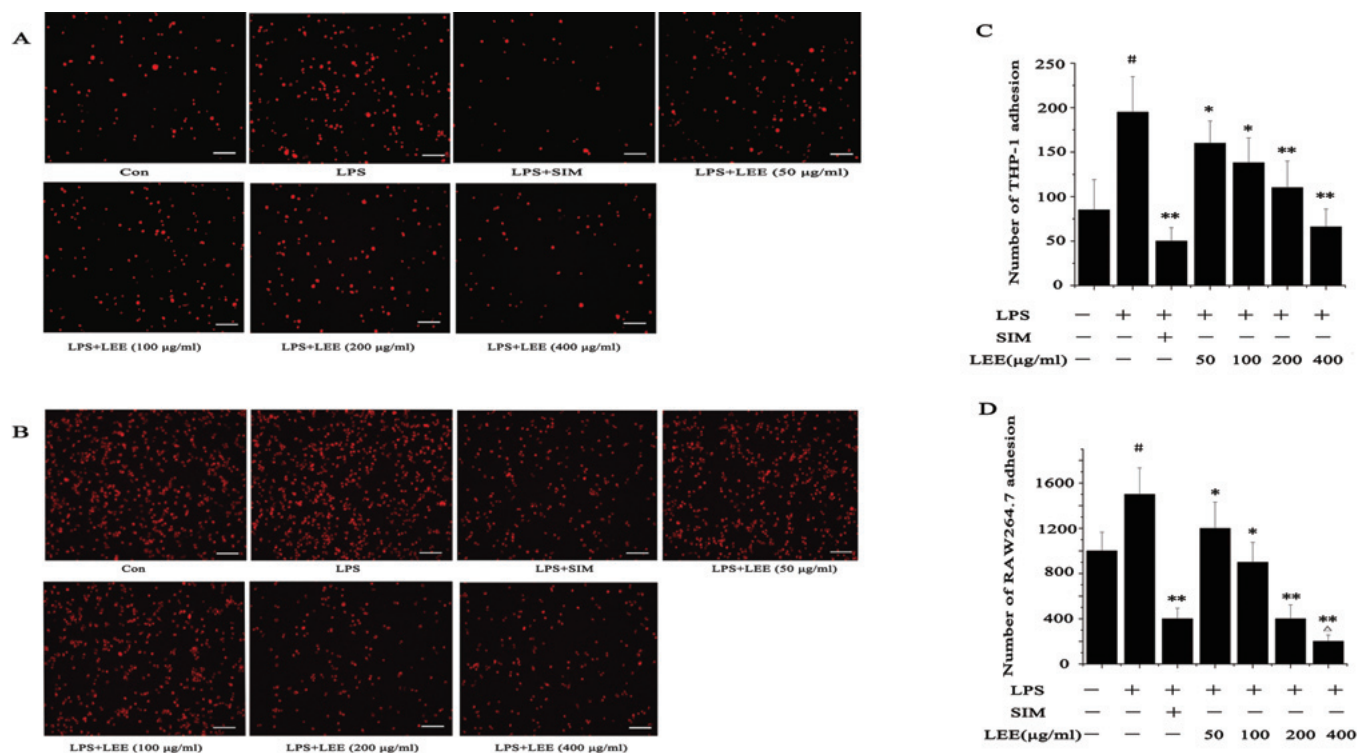 A
Con LPS LPS+SIM LPS+LEE (50 µg/ml)
LPS+LEE (100 µg/ml) LPS+LEE (200 µg/ml) LPS+LEE (400 µg/ml)
B
Con LPS LPS+SIM LPS+LEE (50 µg/ml)
LPS+LEE (100 µg/ml) LPS+LEE (200 µg/ml) LPS+LEE (400 µg/ml)
C
Number of THP-1 adhesion
250
200
150
100
50
0
# ** * * ** **
LPS — + + + + + +
SIM — — + — — — —
LEE(µg/ml) — — — 50 100 200 400
D
Number of RAW264.7 adhesion
1600
1200
800
400
0
# ** * * ** **
^
LPS — + + + + + +
SIM — — + — — — —
LEE(µg/ml) — — — 50 100 200 400